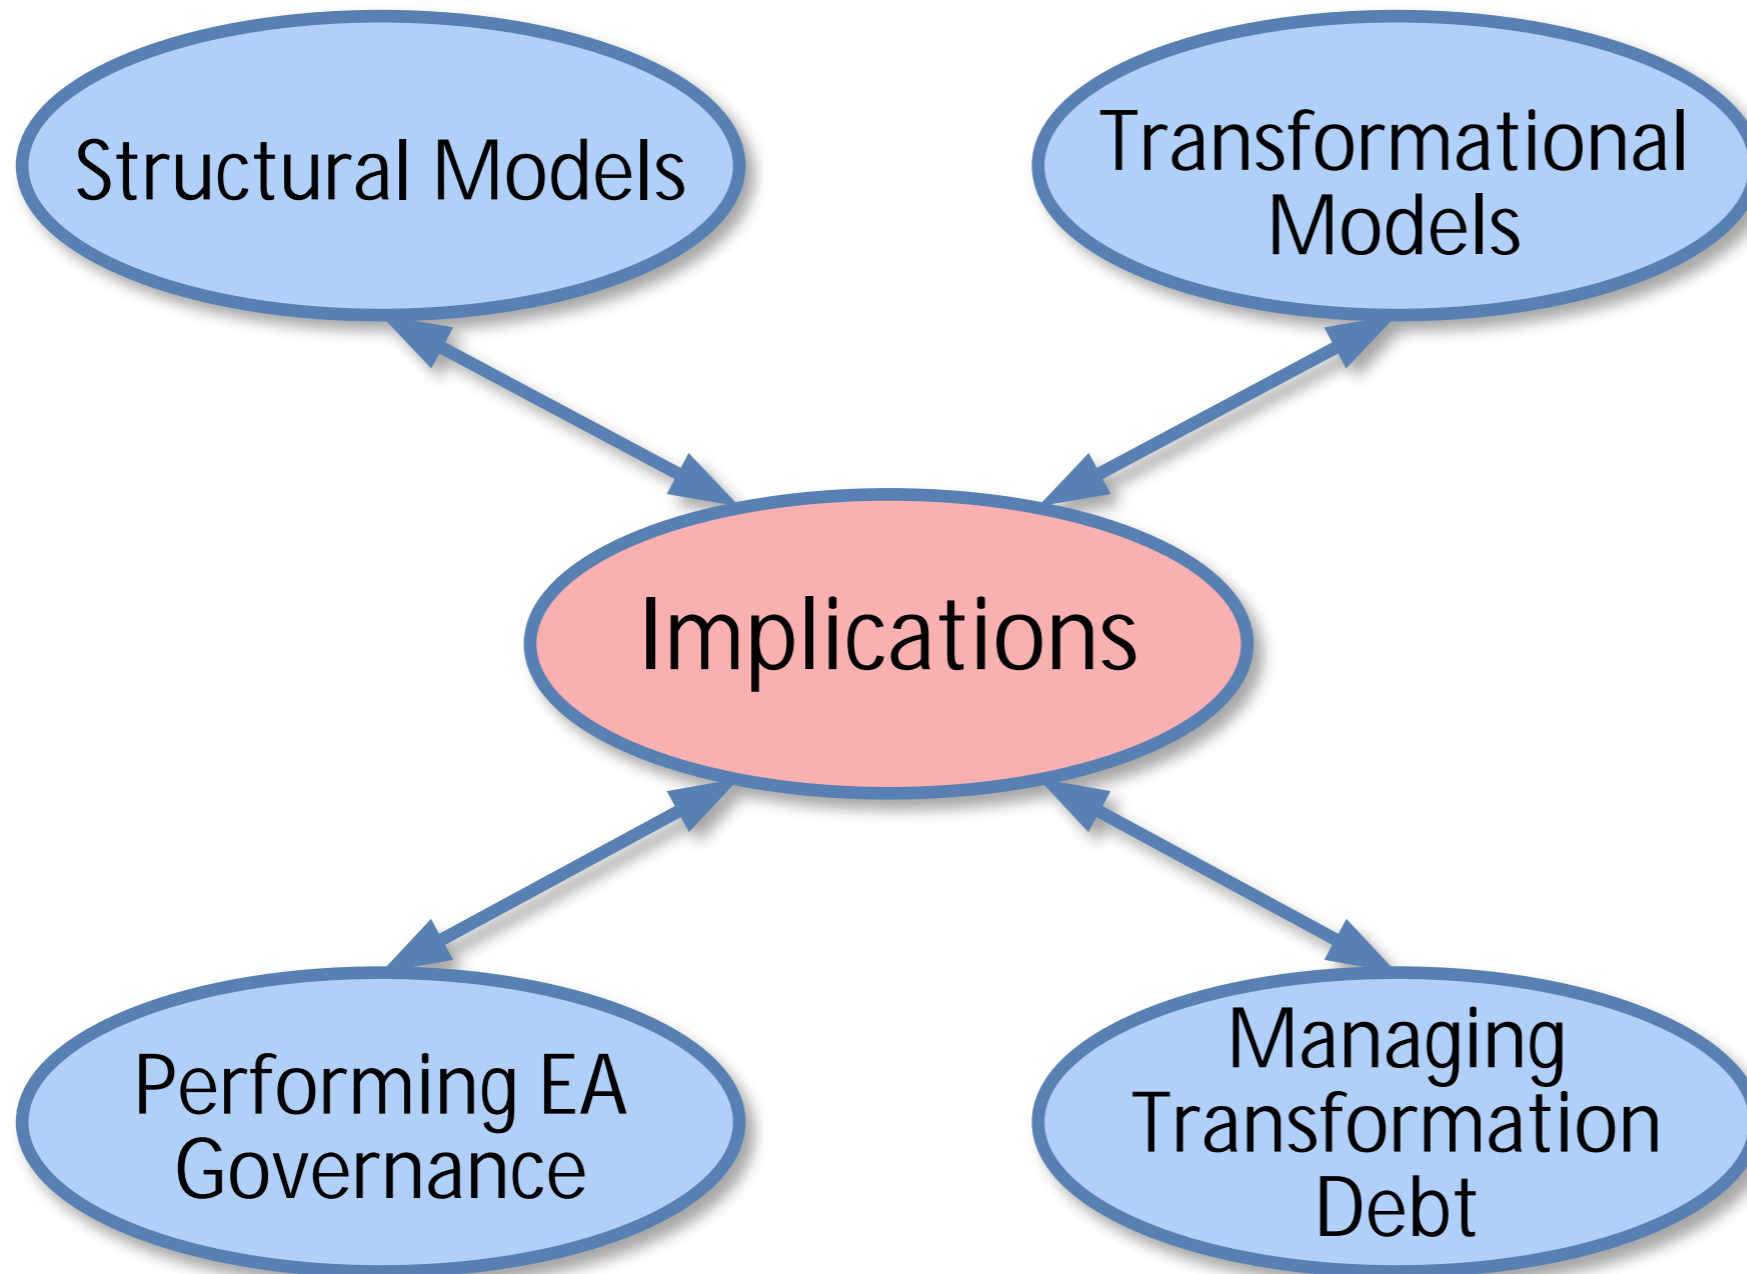 Structural Models
Transformational
Models
Implications
Performing EA
Governance
Managing
Transformation
Debt